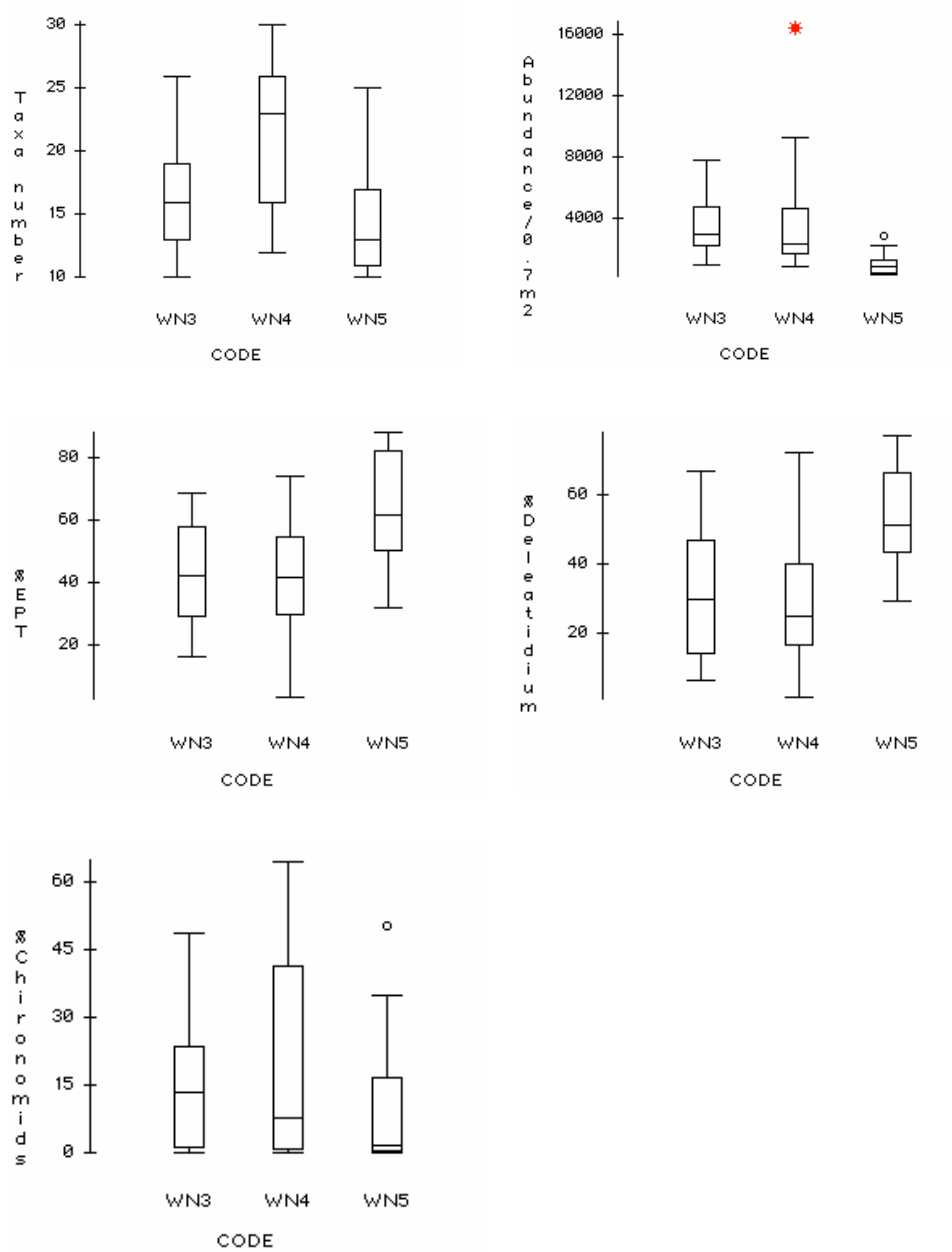 Taxa number
30
25
20
15
10
WN3 WN4 WN5
CODE
Abundance/0.7m2
16000
12000
8000
4000
WN3 WN4 WN5
CODE
%EPT
80
60
40
20
WN3 WN4 WN5
CODE
%Deleatidium
60
40
20
WN3 WN4 WN5
CODE
%Chironomids
60
45
30
15
0
WN3 WN4 WN5
CODE